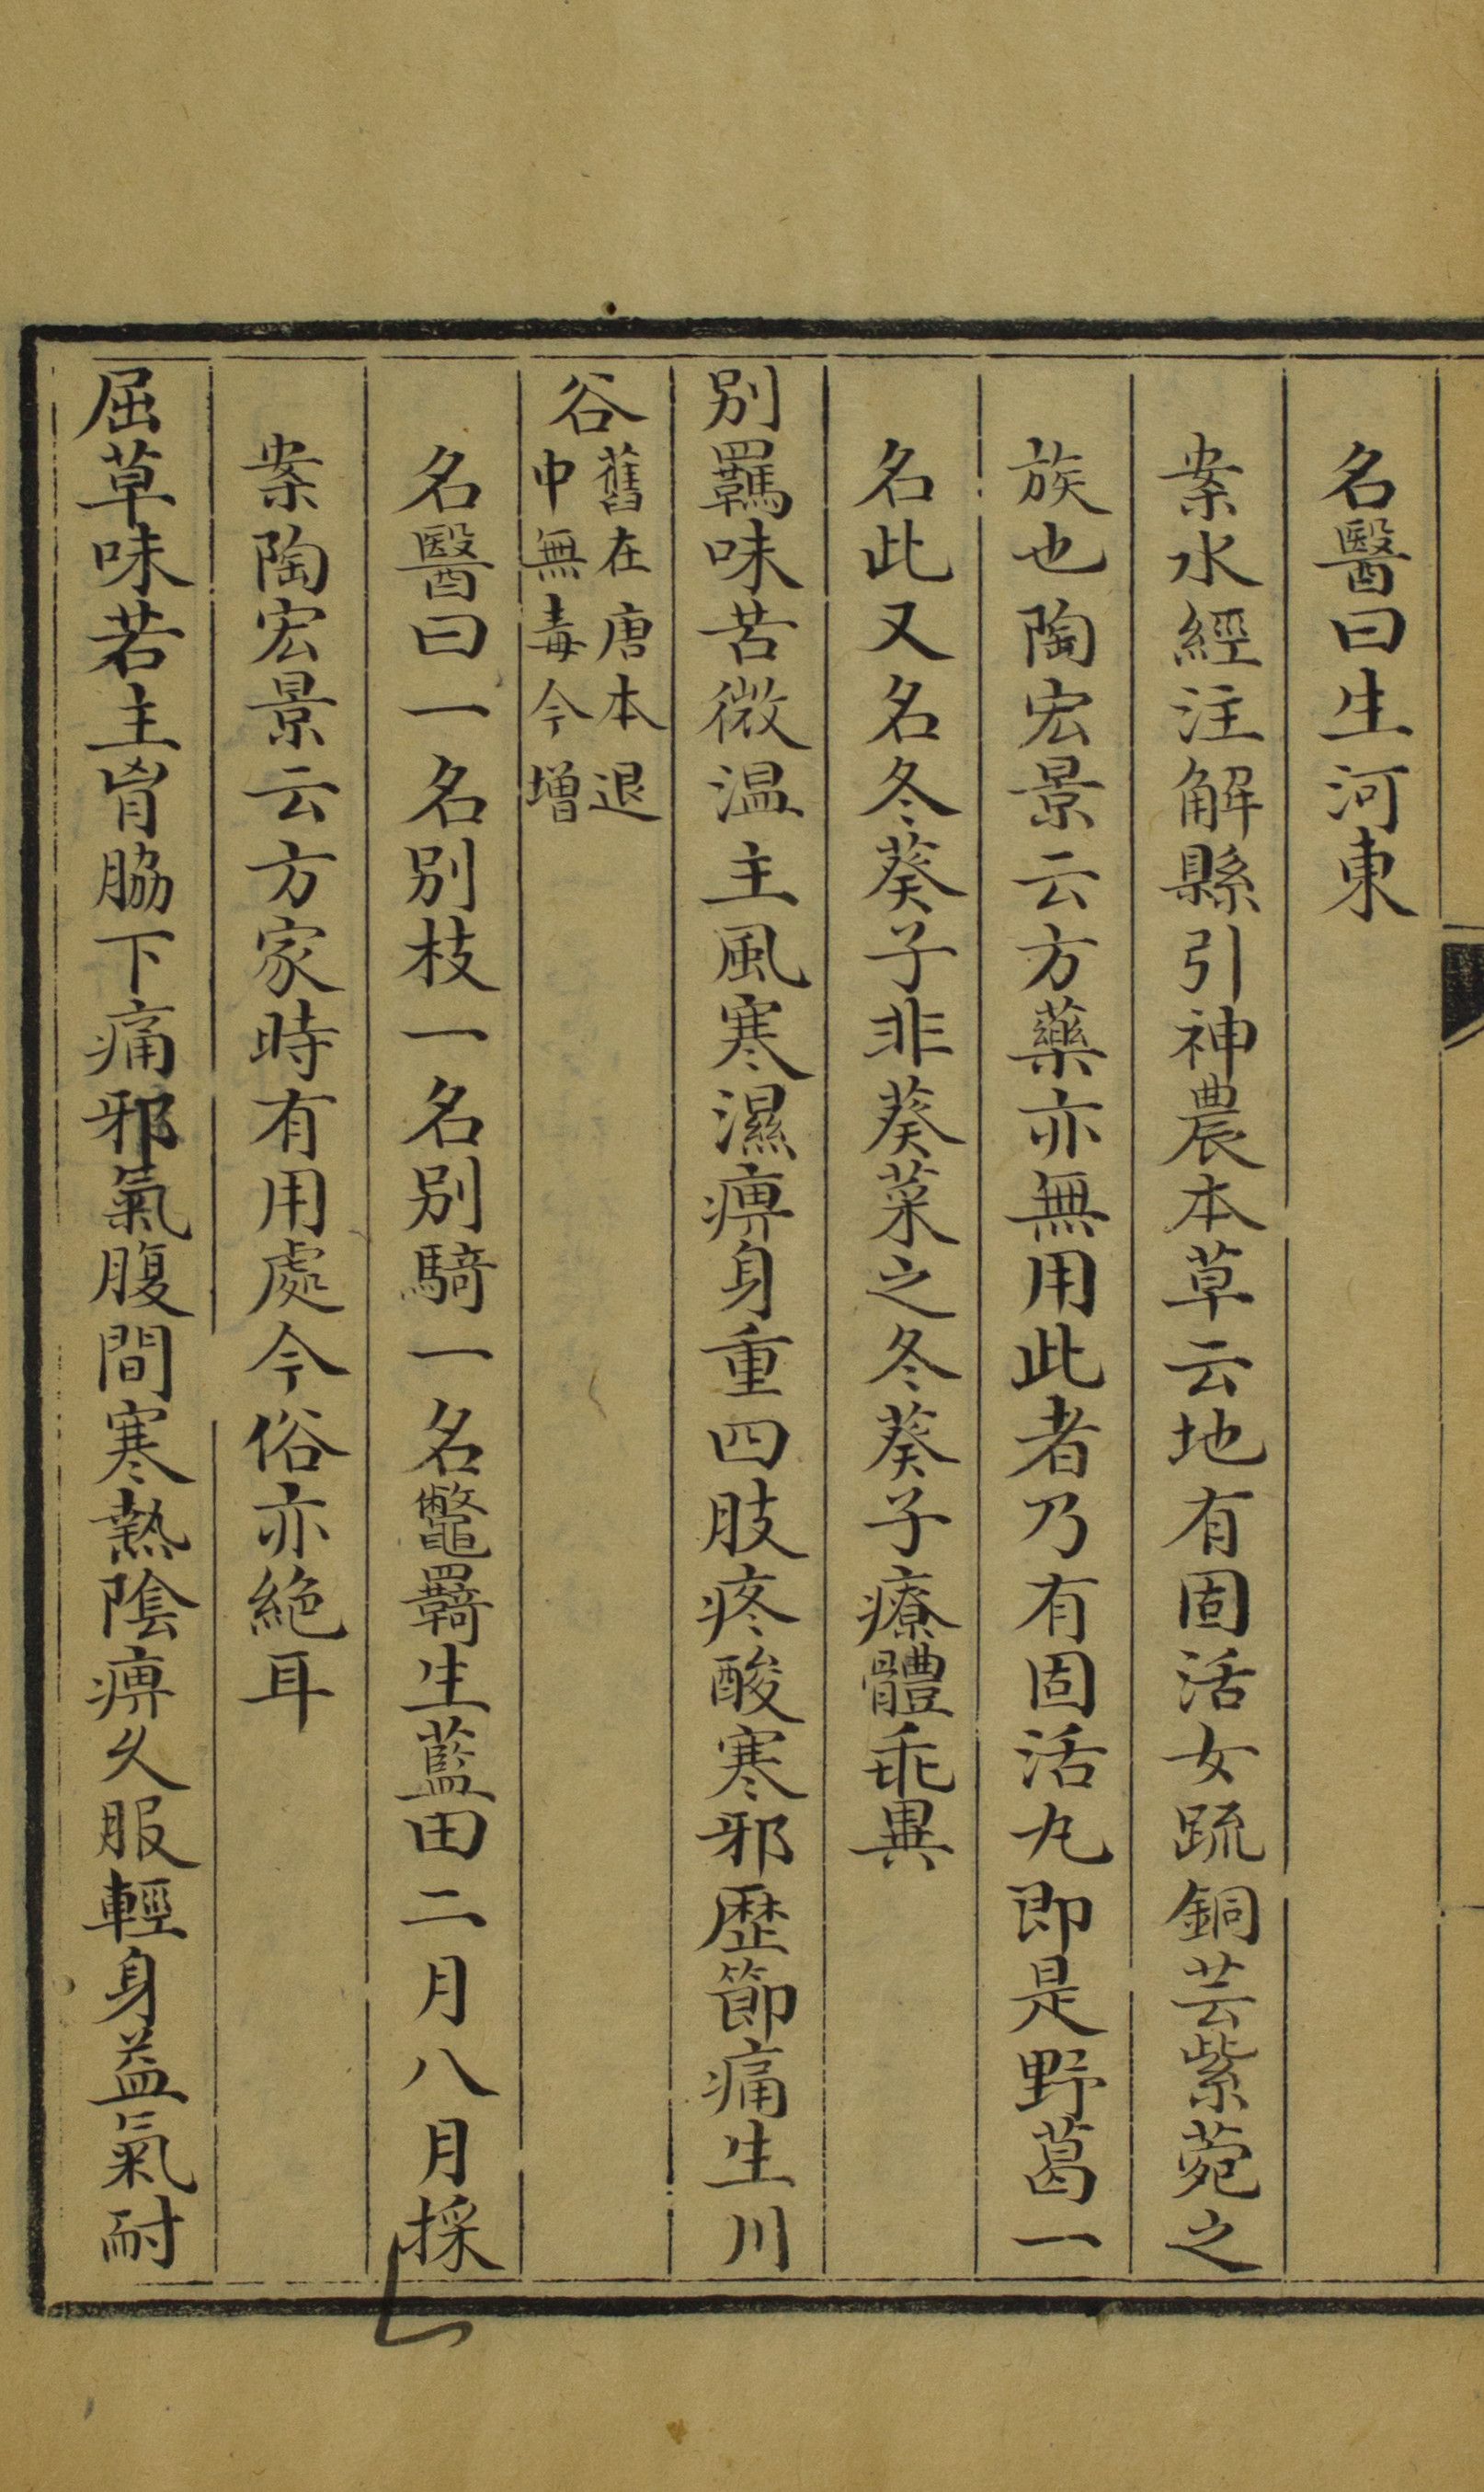 名醫曰生河東
案水經注解縣引神農本草云地有固活女疏銅芸紫菀之
族也陶宏景云方藥亦無用此者乃有固活丸即是野葛一
名此又名冬葵子非葵菜之冬葵子療體乖異
別羈味苦微温主風寒濕痹身重四肢疼酸寒邪歷節痛生川
谷舊在唐本退中無毒今增
名醫曰一名別枝一名別騎一名鼈羇生藍田二月八月採
案陶宏景云方家時有用處今俗亦絶耳
屈草味苦主胷脇下痛邪氣腹間寒熱陰痹久服輕身益氣耐